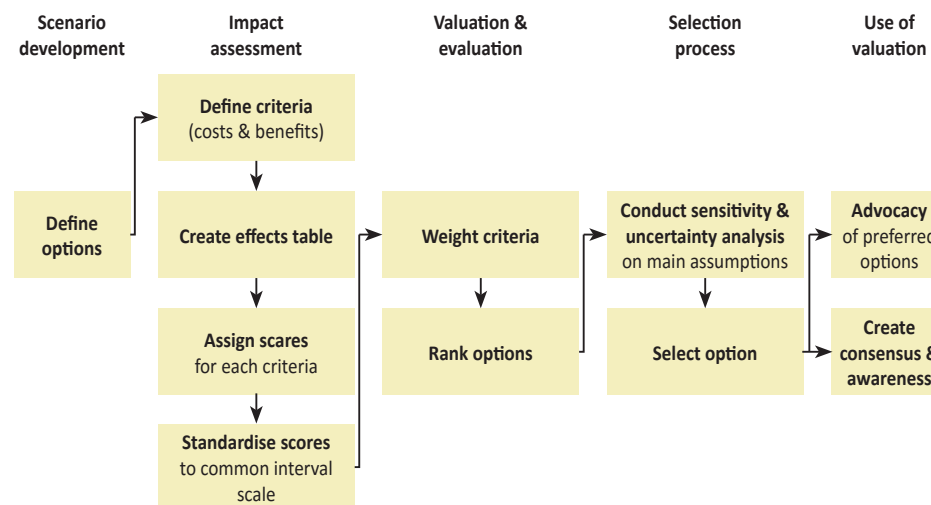 Scenario
development
Impact
assessment
Valuation &
evaluation
Selection
process
Use of
valuation
Define criteria
(costs & benefits)
Define
options
Create effects table
Weight criteria
Conduct sensitivity &
uncertainty analysis
on main assumptions
Advocacy
of preferred
options
Assign scares
for each criteria
Rank options
Select option
Create
consensus &
awareness
Standardise scores
to common interval
scale